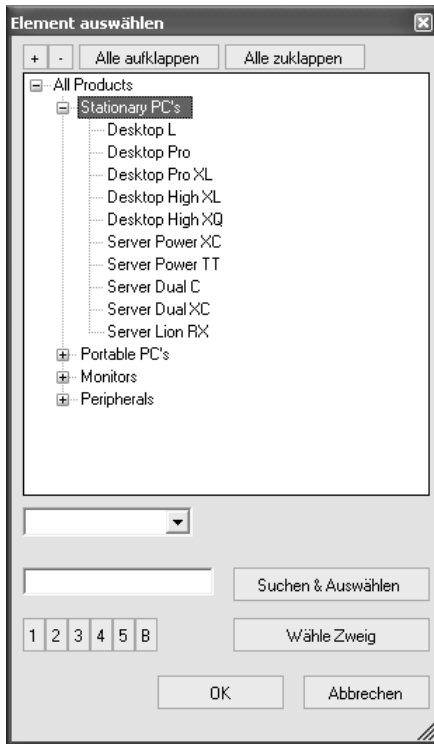 Element auswählen
+ - Alle aufklappen Alle zuklappen
All Products
Stationary PC's
Desktop L
Desktop Pro
Desktop Pro XL
Desktop High XL
Desktop High XQ
Server Power XC
Server Power TT
Server Dual C
Server Dual XC
Server Lion RX
Portable PC's
Monitors
Peripherals
Suchen & Auswählen
1 2 3 4 5 B Wähle Zweig
OK Abbrechen